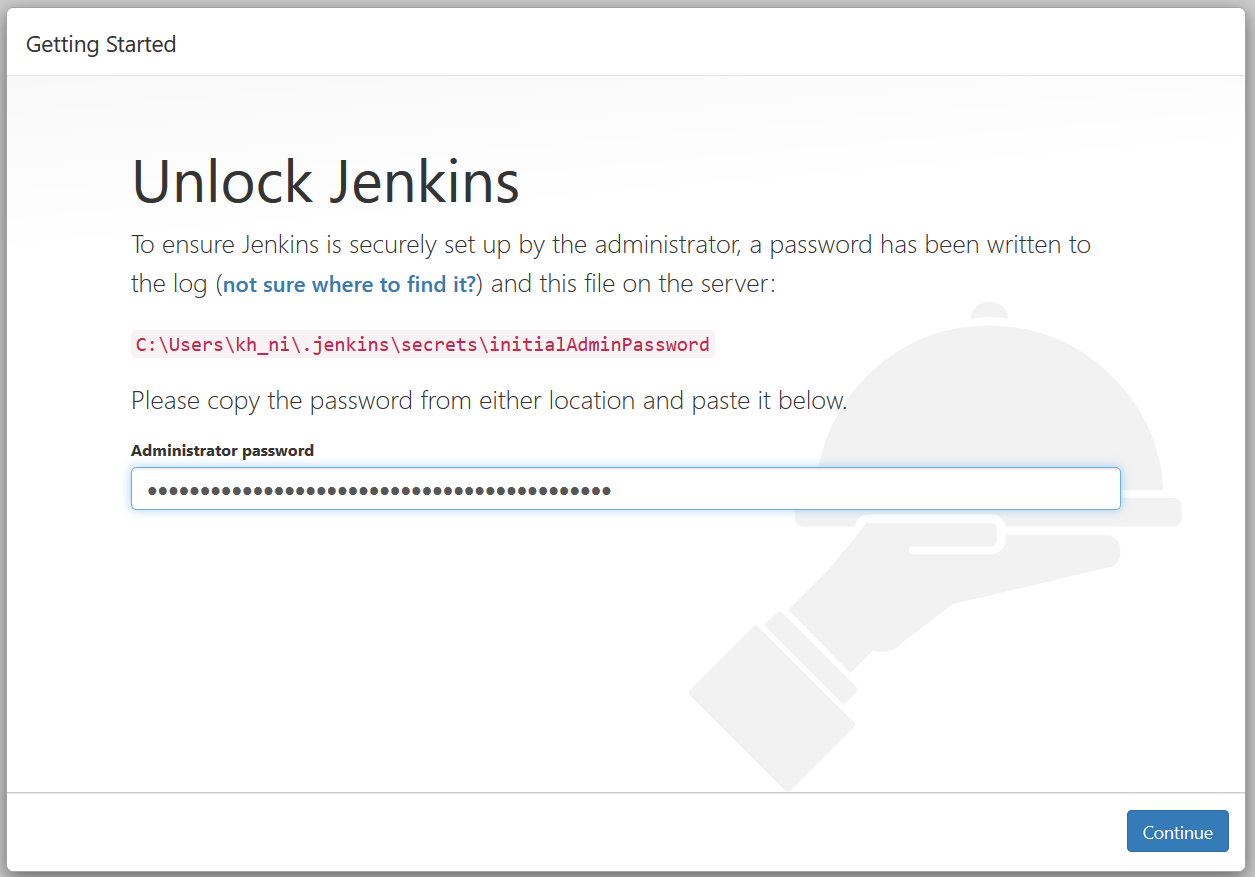 Getting Started
Unlock Jenkins
To ensure Jenkins is securely set up by the administrator, a password has been written to
the log (not sure where to find it?) and this file on the server:
C:\Users\kh_ni\.jenkins\secrets\initialAdminPassword
Please copy the password from either location and paste it below.
Administrator password
••••••••••••••••••••••••••••••••••••••••••••
Continue